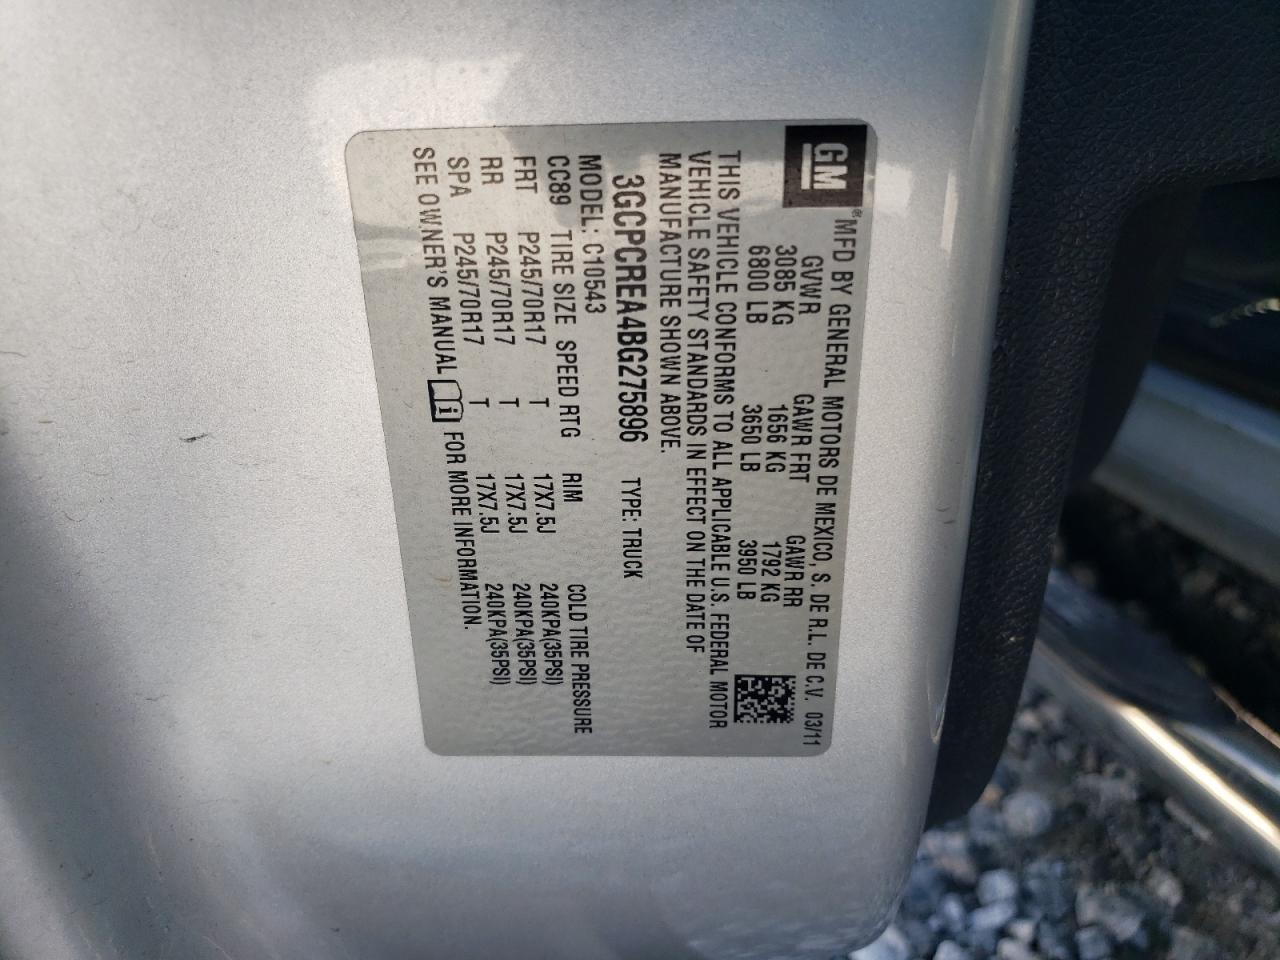 GM
® MFD BY GENERAL MOTORS DE MEXICO, S. DE R.L. DE C.V. 03/11
GVWR GAWR FRT GAWR RR
3085 KG 1656 KG 1792 KG
6800 LB 3650 LB 3950 LB
THIS VEHICLE CONFORMS TO ALL APPLICABLE U.S. FEDERAL MOTOR
VEHICLE SAFETY STANDARDS IN EFFECT ON THE DATE OF
MANUFACTURE SHOWN ABOVE.
3GCPCREA4BG275896 TYPE: TRUCK
MODEL: C10543
CC89 TIRE SIZE SPEED RTG RIM COLD TIRE PRESSURE
FRT P245/70R17 T 17X7.5J 240KPA(35PSI)
RR P245/70R17 T 17X7.5J 240KPA(35PSI)
SPA P245/70R17 T 17X7.5J 240KPA(35PSI)
SEE OWNER'S MANUAL i FOR MORE INFORMATION.